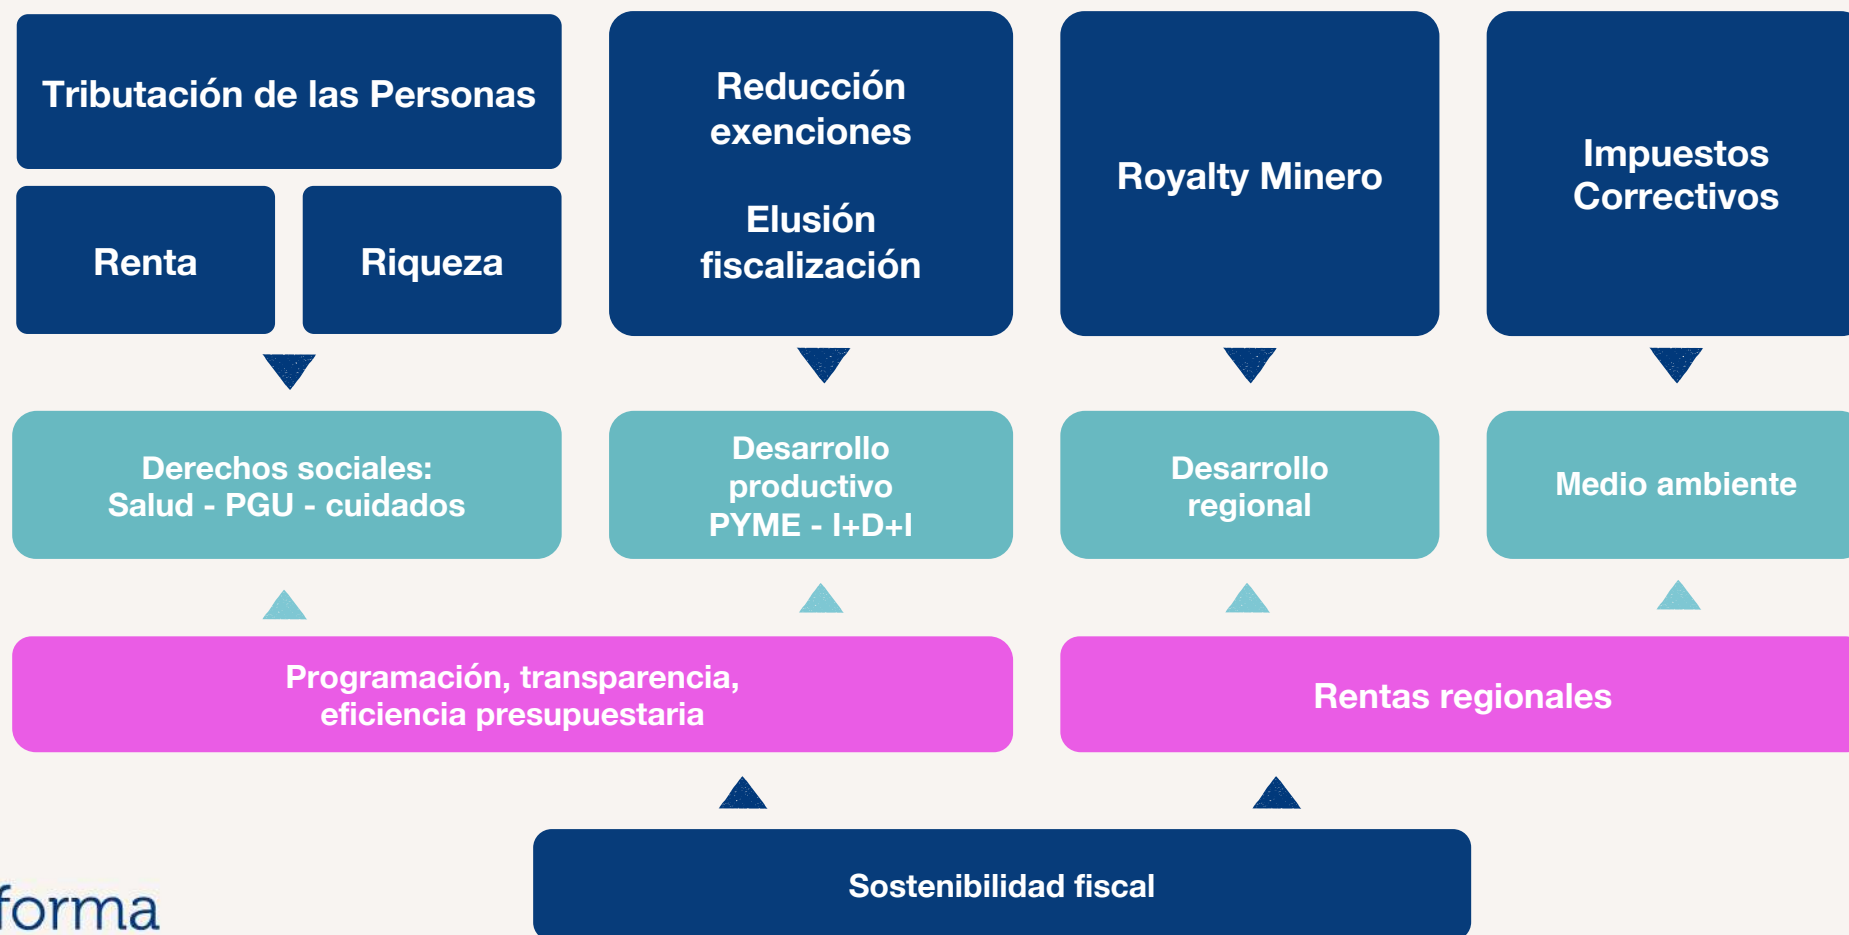 Tributación de las Personas
Renta
Riqueza
Reducción
exenciones
Elusión
fiscalización
Royalty Minero
Impuestos
Correctivos
Derechos sociales:
Salud - PGU - cuidados
Desarrollo
productivo
PYME - I+D+I
Desarrollo
regional
Medio ambiente
Programación, transparencia,
eficiencia presupuestaria
Rentas regionales
Sostenibilidad fiscal
forma